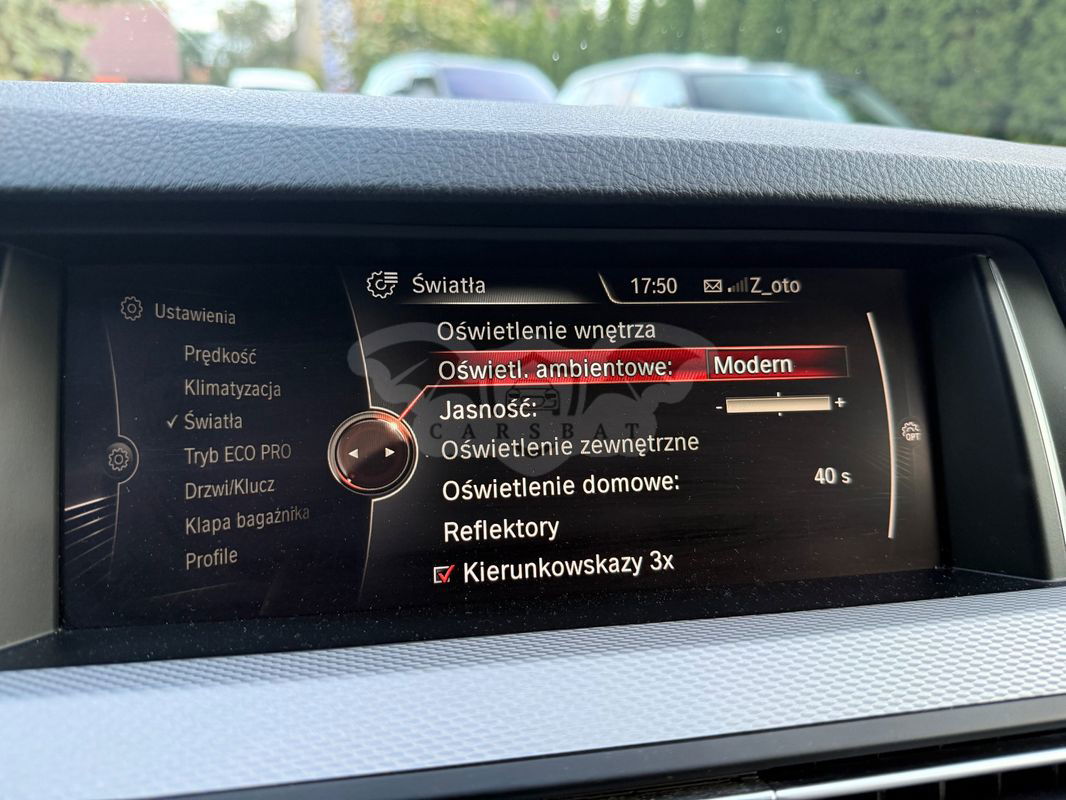 Światła
17:50
Z_oto
Ustawienia
Prędkość
Klimatyzacja
✓ Światła
Tryb ECO PRO
Drzwi/Klucz
Klapa bagażnika
Profile
Oświetlenie wnętrza
Oświetl. ambientowe: Modern
Jasność: - +
CARSBAT
Oświetlenie zewnętrzne
Oświetlenie domowe: 40 s
Reflektory
Kierunkowskazy 3x
OPT